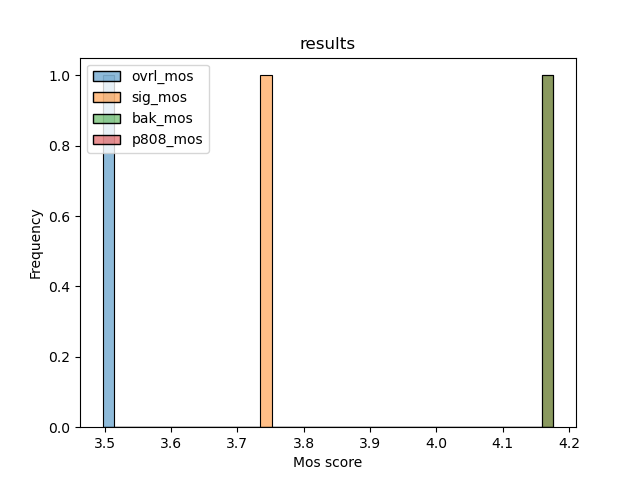 results
ovrl_mos
sig_mos
bak_mos
p808_mos
Frequency
1.0
0.8
0.6
0.4
0.2
0.0
3.5 3.6 3.7 3.8 3.9 4.0 4.1 4.2
Mos score